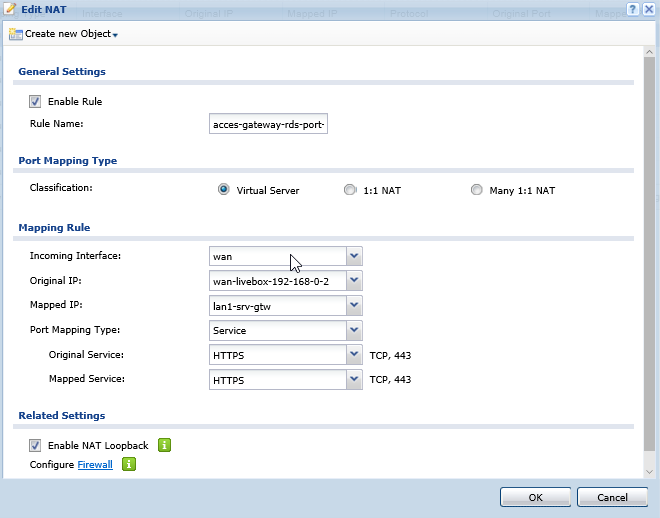 Edit NAT
Create new Object
General Settings
Enable Rule
Rule Name: acces-gateway-rds-port-
Port Mapping Type
Classification: Virtual Server 1:1 NAT Many 1:1 NAT
Mapping Rule
Incoming Interface: wan
Original IP: wan-livebox-192-168-0-2
Mapped IP: lan1-srv-gtw
Port Mapping Type: Service
Original Service: HTTPS TCP, 443
Mapped Service: HTTPS TCP, 443
Related Settings
Enable NAT Loopback
Configure Firewall
OK Cancel